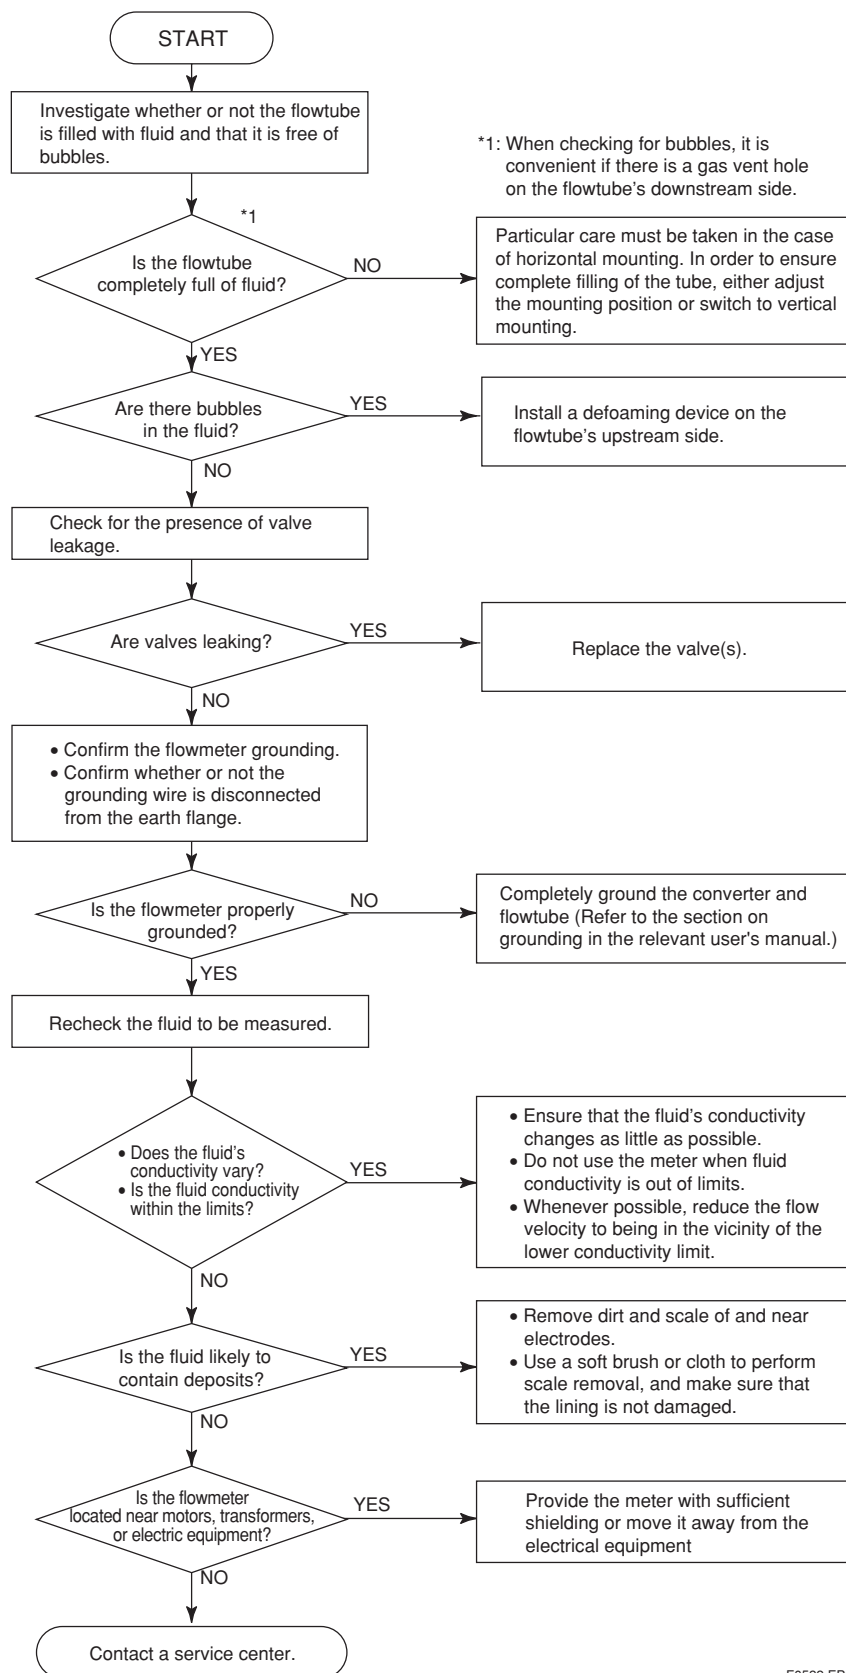 START
Investigate whether or not the flowtube
is filled with fluid and that it is free of
bubbles.
*1: When checking for bubbles, it is
convenient if there is a gas vent hole
on the flowtube's downstream side.
*1
Is the flowtube
completely full of fluid?
NO
Particular care must be taken in the case
of horizontal mounting. In order to ensure
complete filling of the tube, either adjust
the mounting position or switch to vertical
mounting.
YES
Are there bubbles
in the fluid?
YES
Install a defoaming device on the
flowtube's upstream side.
NO
Check for the presence of valve
leakage.
Are valves leaking?
YES
Replace the valve(s).
NO
• Confirm the flowmeter grounding.
• Confirm whether or not the
grounding wire is disconnected
from the earth flange.
Is the flowmeter properly
grounded?
NO
Completely ground the converter and
flowtube (Refer to the section on
grounding in the relevant user's manual.)
YES
Recheck the fluid to be measured.
• Does the fluid's
conductivity vary?
• Is the fluid conductivity
within the limits?
YES
• Ensure that the fluid's conductivity
changes as little as possible.
• Do not use the meter when fluid
conductivity is out of limits.
• Whenever possible, reduce the flow
velocity to being in the vicinity of the
lower conductivity limit.
NO
Is the fluid likely to
contain deposits?
YES
• Remove dirt and scale of and near
electrodes.
• Use a soft brush or cloth to perform
scale removal, and make sure that
the lining is not damaged.
NO
Is the flowmeter
located near motors, transformers,
or electric equipment?
YES
Provide the meter with sufficient
shielding or move it away from the
electrical equipment
NO
Contact a service center.